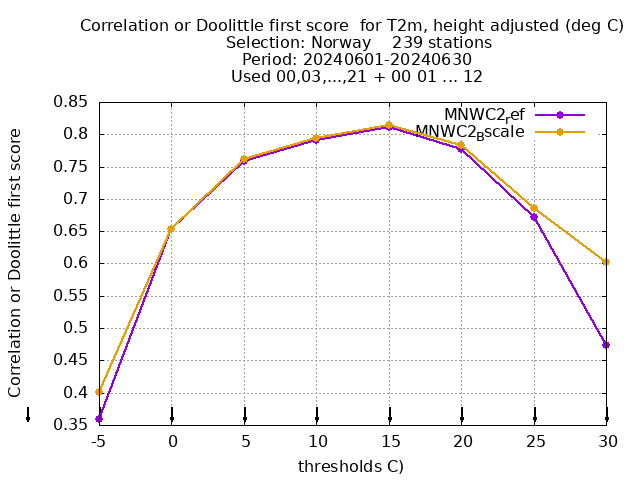 Correlation or Doolittle first score  for T2m, height adjusted (deg C)
Selection: Norway    239 stations
Period: 20240601-20240630
Used 00,03,...,21 + 00 01 ... 12
MNWC2ref
MNWC2Bscale
Correlation or Doolittle first score
0.85
0.8
0.75
0.7
0.65
0.6
0.55
0.5
0.45
0.4
0.35
-5 0 5 10 15 20 25 30
thresholds C)